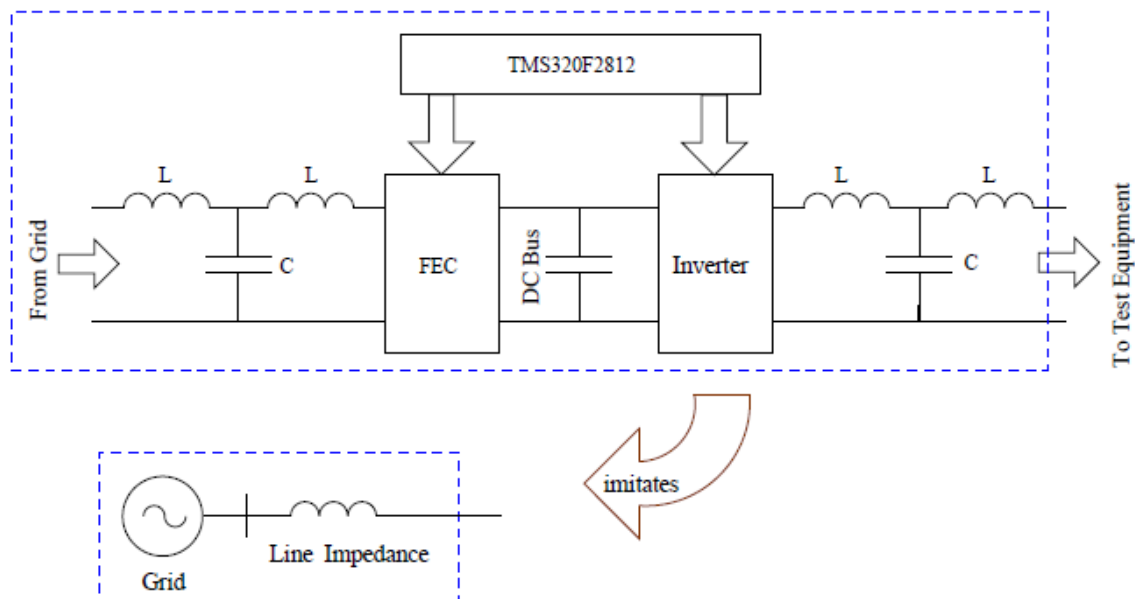 TMS320F2812
L
L
L
L
From Grid
C
FEC
DC Bus
Inverter
C
To Test Equipment
imitates
Line Impedance
Grid